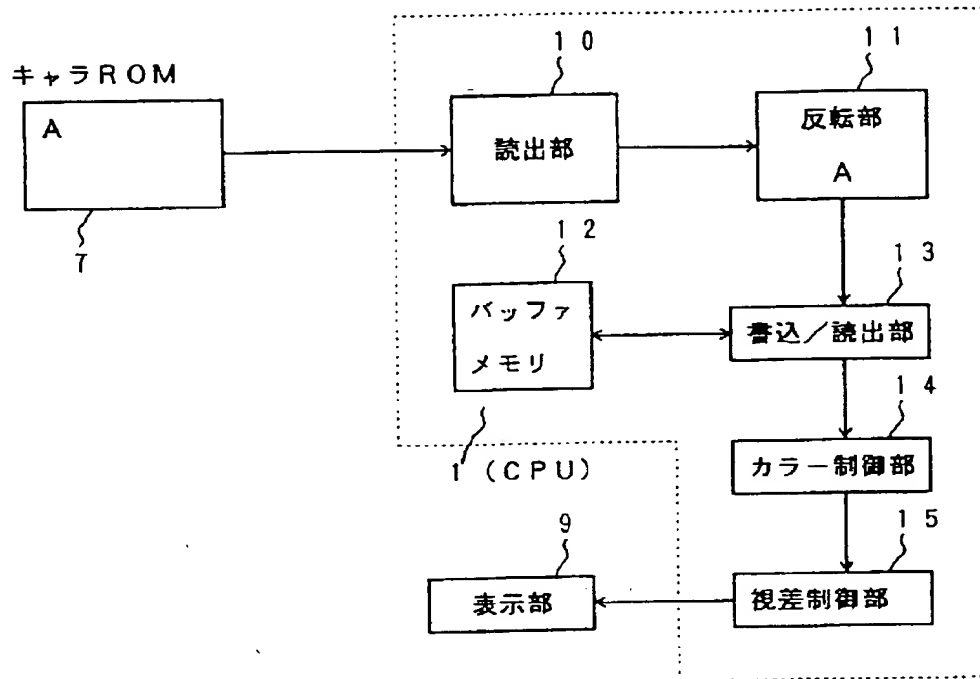 10
11
キャラROM
A
読出部
反転部
A
7
12
13
バッファ
メモリ
書込/読出部
14
1 (CPU)
カラー制御部
9
15
表示部
視差制御部